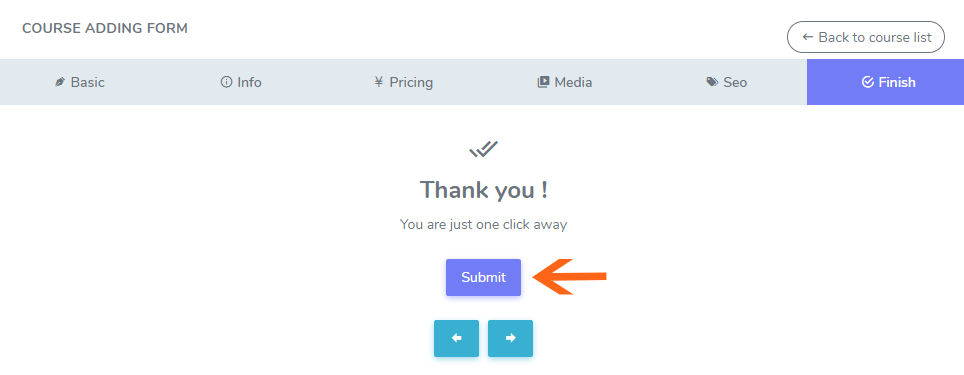 COURSE ADDING FORM
← Back to course list
Basic
Info
¥ Pricing
Media
Seo
Finish
Thank you !
You are just one click away
Submit